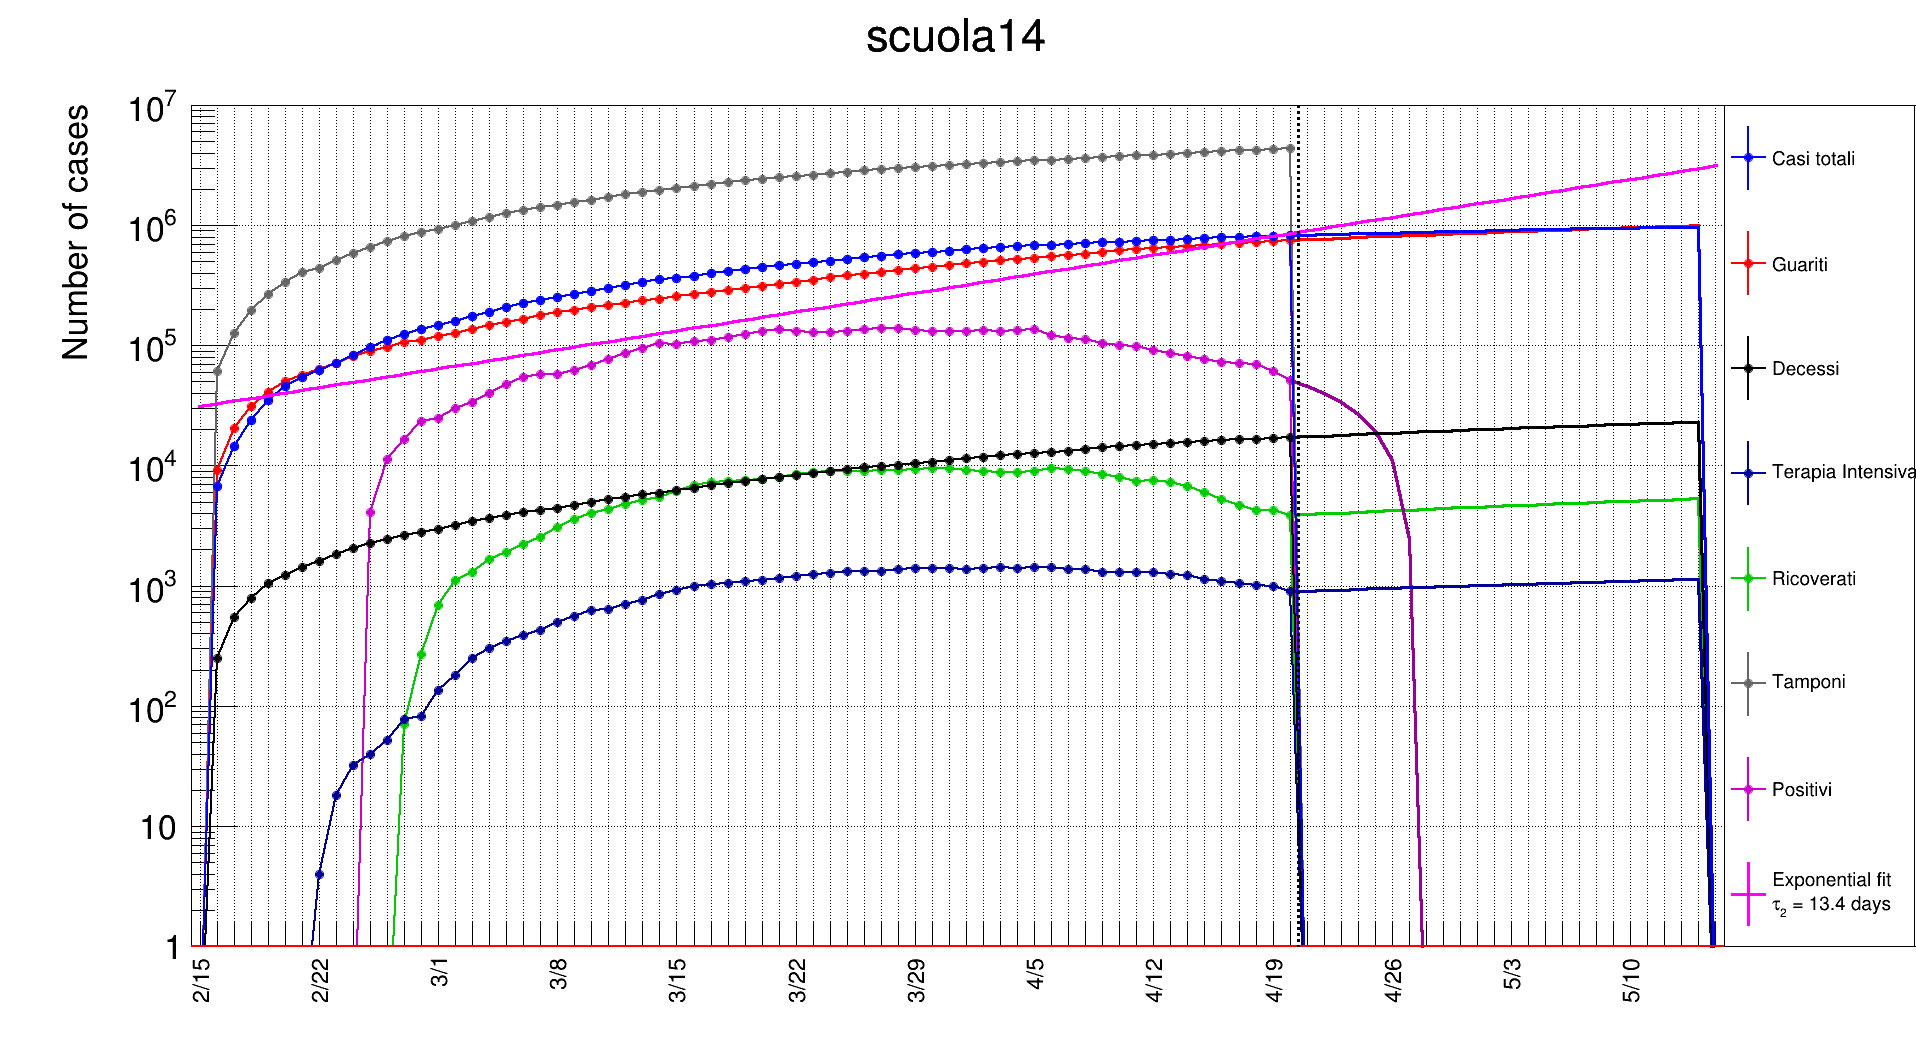 scuola14
Number of cases
10^7
10^6
10^5
10^4
10^3
10^2
10
1
2/15
2/22
3/1
3/8
3/15
3/22
3/29
4/5
4/12
4/19
4/26
5/3
5/10
Casi totali
Guariti
Decessi
Terapia Intensiva
Ricoverati
Tamponi
Positivi
Exponential fit
τ₂ = 13.4 days